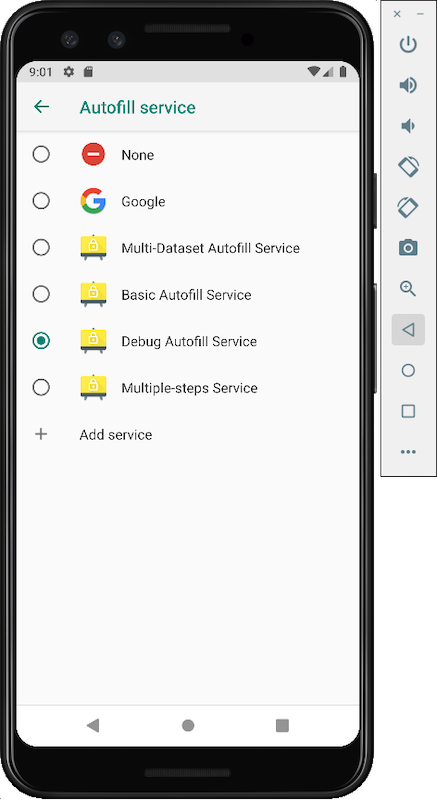 9:01
Autofill service
None
Google
Multi-Dataset Autofill Service
Basic Autofill Service
Debug Autofill Service
Multiple-steps Service
Add service